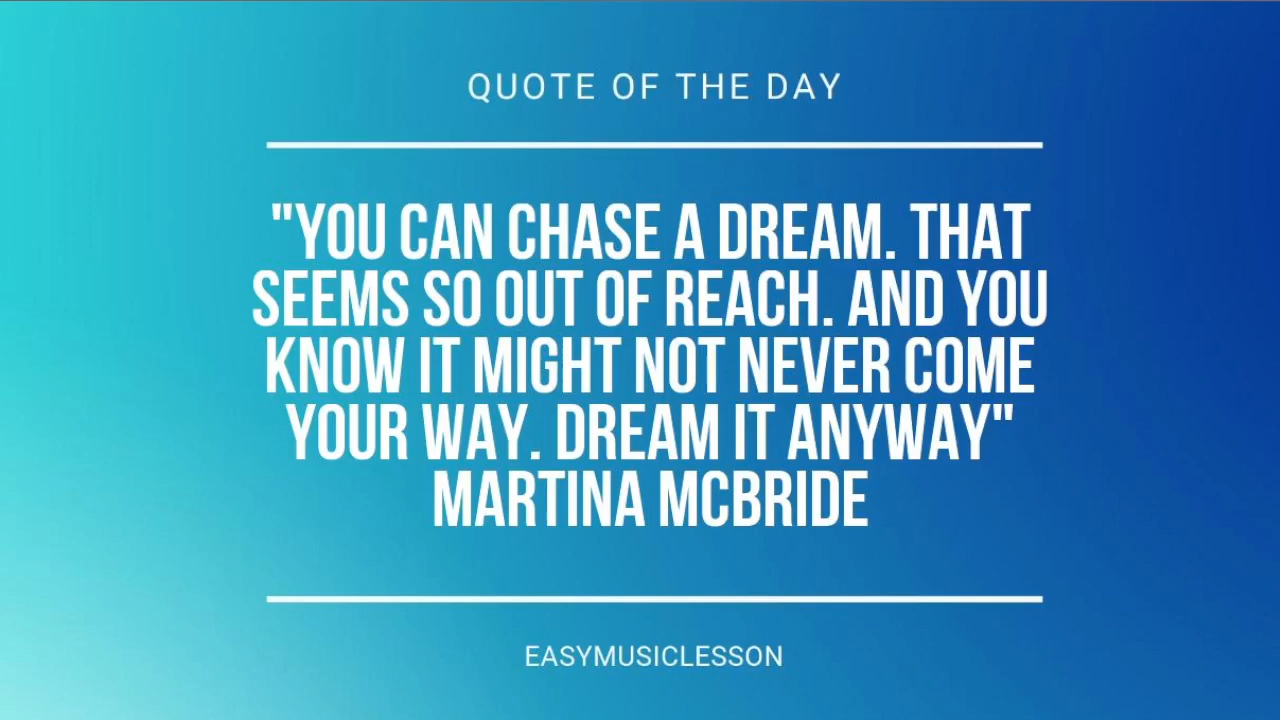 QUOTE OF THE DAY
"YOU CAN CHASE A DREAM. THAT
SEEMS SO OUT OF REACH. AND YOU
KNOW IT MIGHT NOT NEVER COME
YOUR WAY. DREAM IT ANYWAY"
MARTINA MCBRIDE
EASYMUSICLESSON